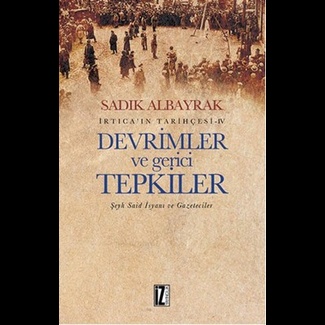 SADIK ALBAYRAK
İRTİCA'IN TARİHÇESİ-IV
DEVRİMLER
ve gerici
TEPKİLER
Şeyh Said İsyanı ve Gazeteciler
İZ